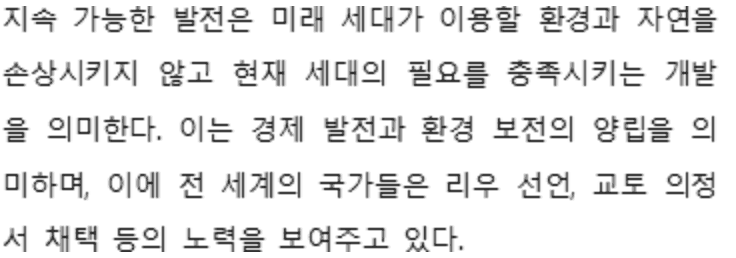 지속 가능한 발전은 미래 세대가 이용할 환경과 자연을
손상시키지 않고 현재 세대의 필요를 충족시키는 개발
을 의미한다. 이는 경제 발전과 환경 보전의 양립을 의
미하며, 이에 전 세계의 국가들은 리우 선언, 교토 의정
서 채택 등의 노력을 보여주고 있다.